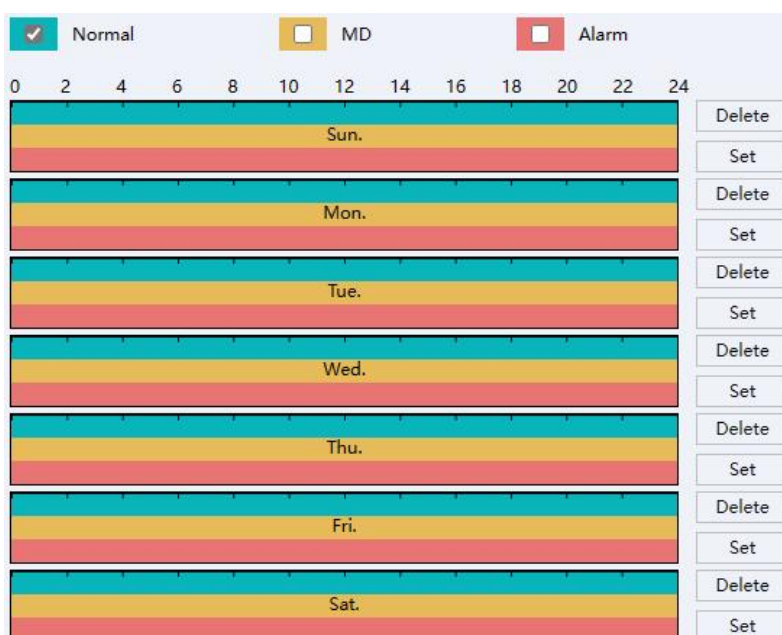 Normal MD Alarm
0 2 4 6 8 10 12 14 16 18 20 22 24
Delete
Sun.
Set
Delete
Mon.
Set
Delete
Tue.
Set
Delete
Wed.
Set
Delete
Thu.
Set
Delete
Fri.
Set
Delete
Sat.
Set